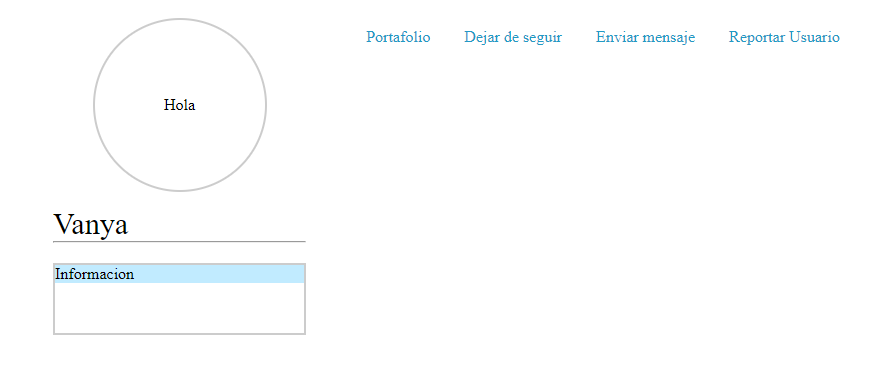 Portafolio Dejar de seguir Enviar mensaje Reportar Usuario
Hola
Vanya
Informacion